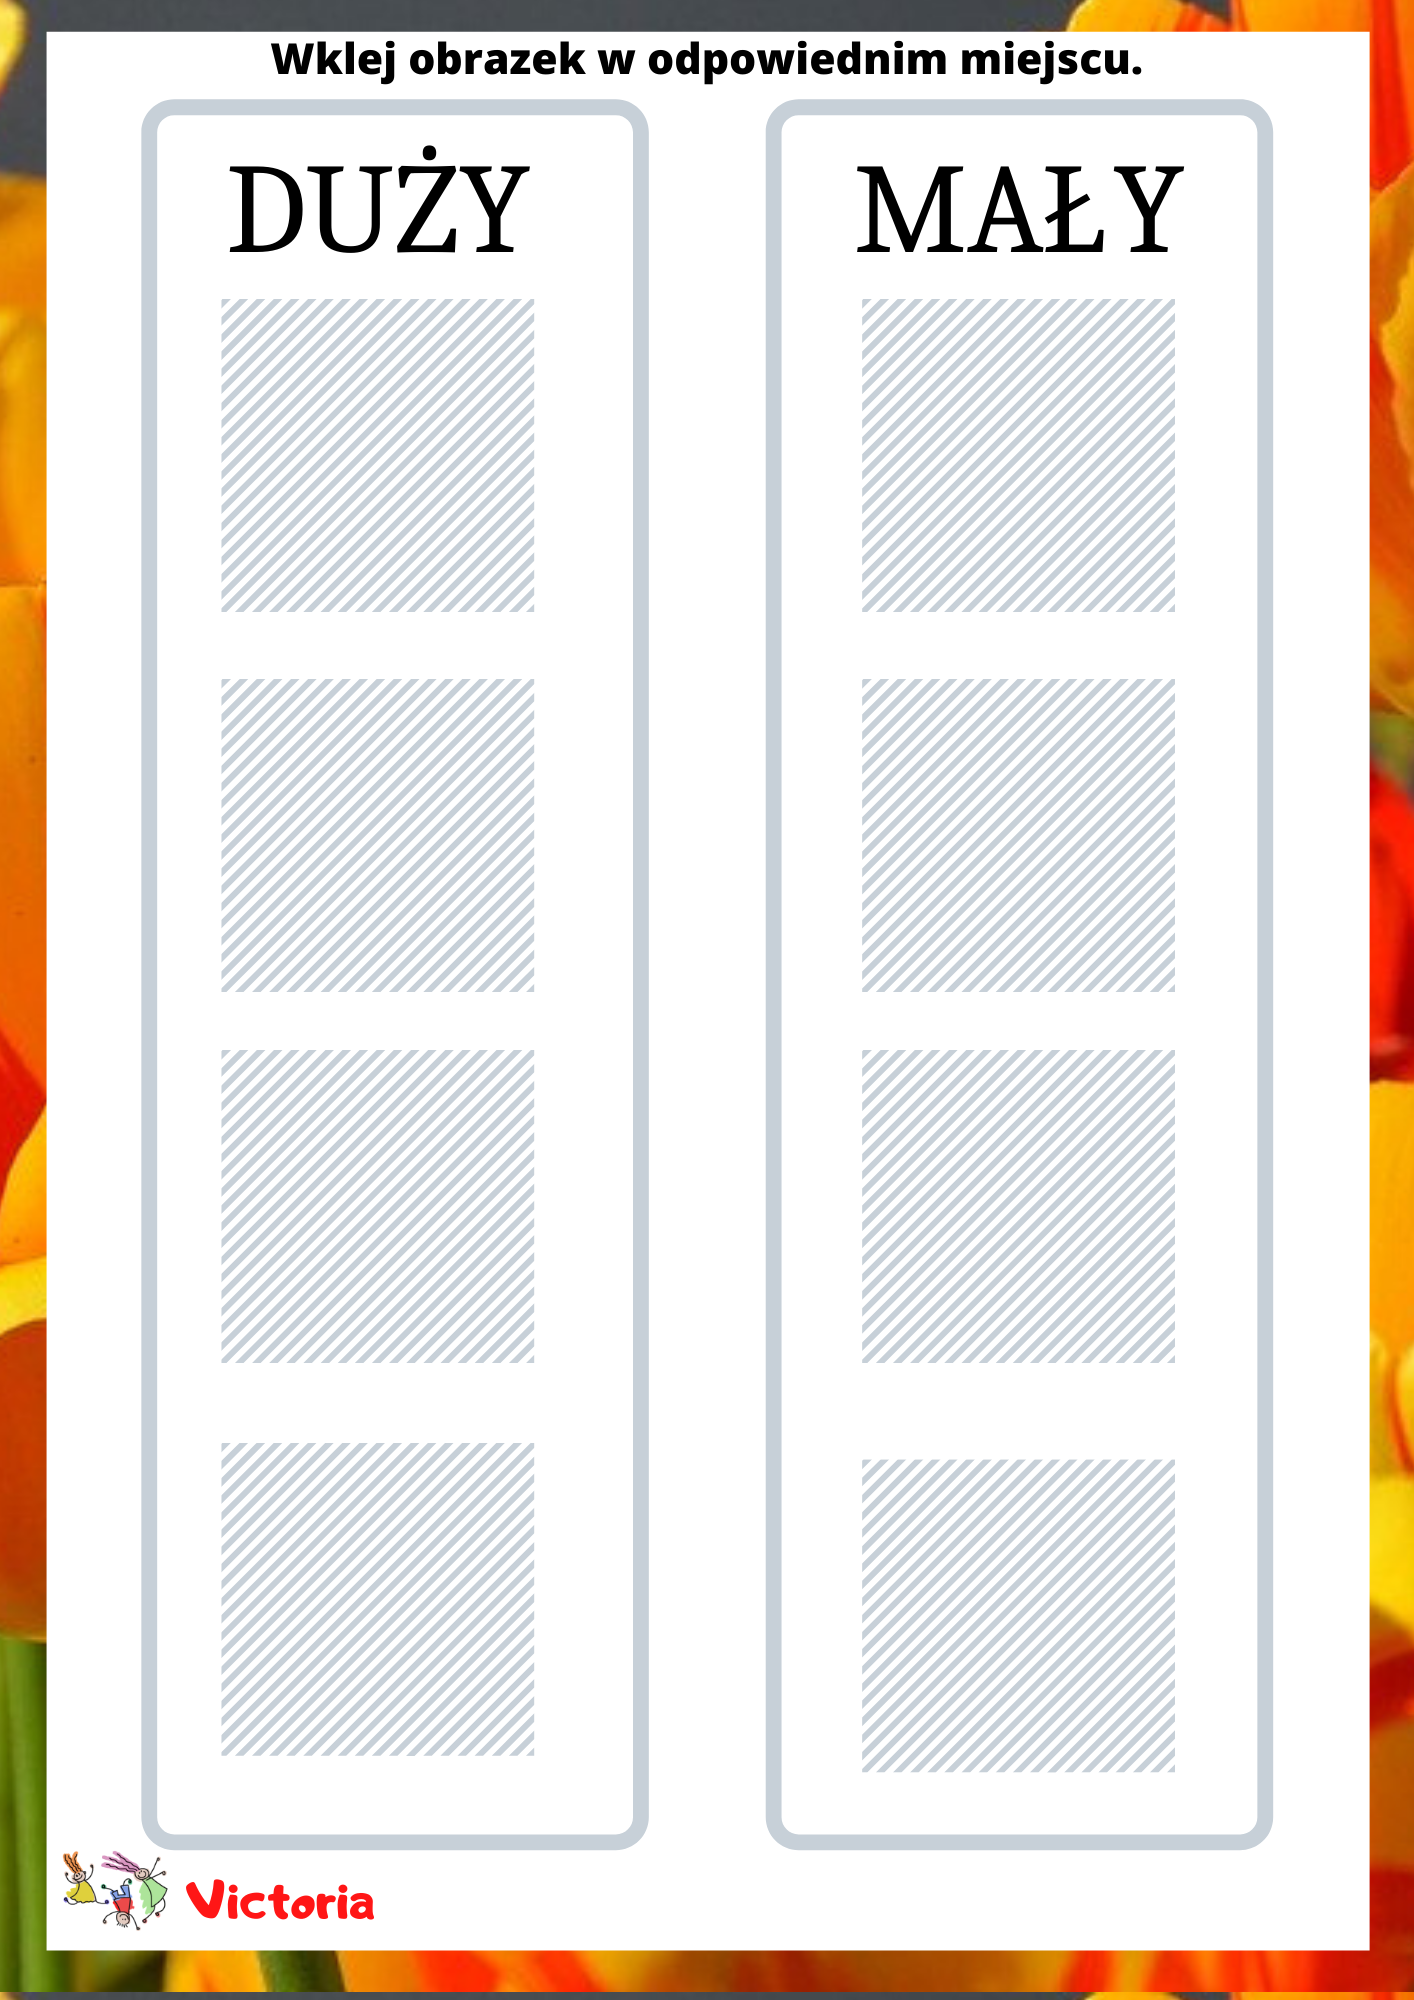 Wklej obrazek w odpowiednim miejscu.
DUŻY
MAŁY
Victoria